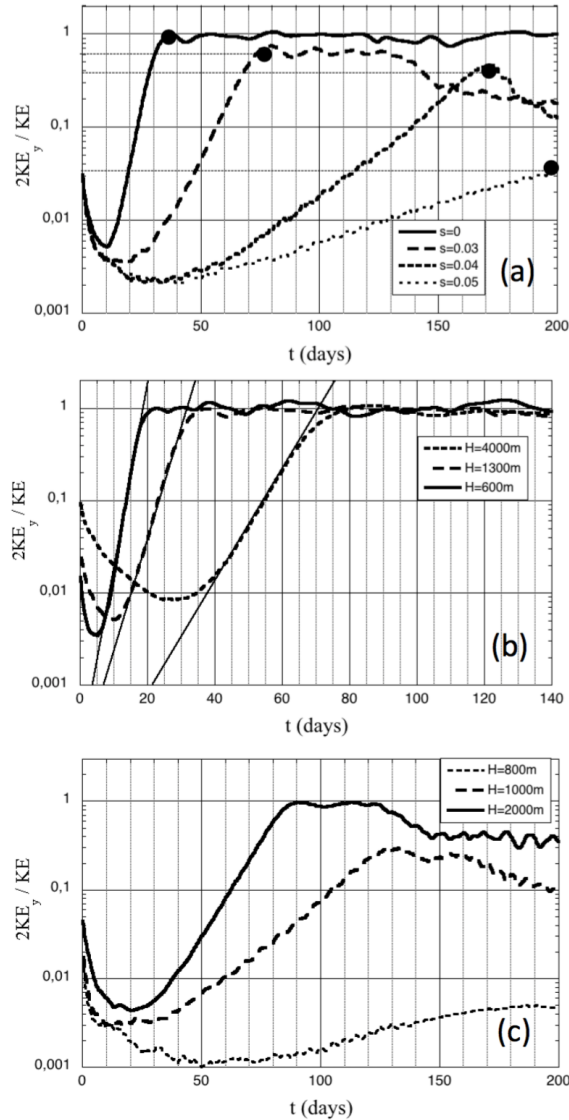 1
0,1
0,01
0,001
2KEy / KE
s=0
s=0.03
s=0.04
s=0.05
(a)
0 50 100 150 200
t (days)
1
0,1
0,01
0,001
2KEy / KE
H=4000m
H=1300m
H=600m
(b)
0 20 40 60 80 100 120 140
t (days)
1
0,1
0,01
0,001
2KEy / KE
H=800m
H=1000m
H=2000m
(c)
0 50 100 150 200
t (days)